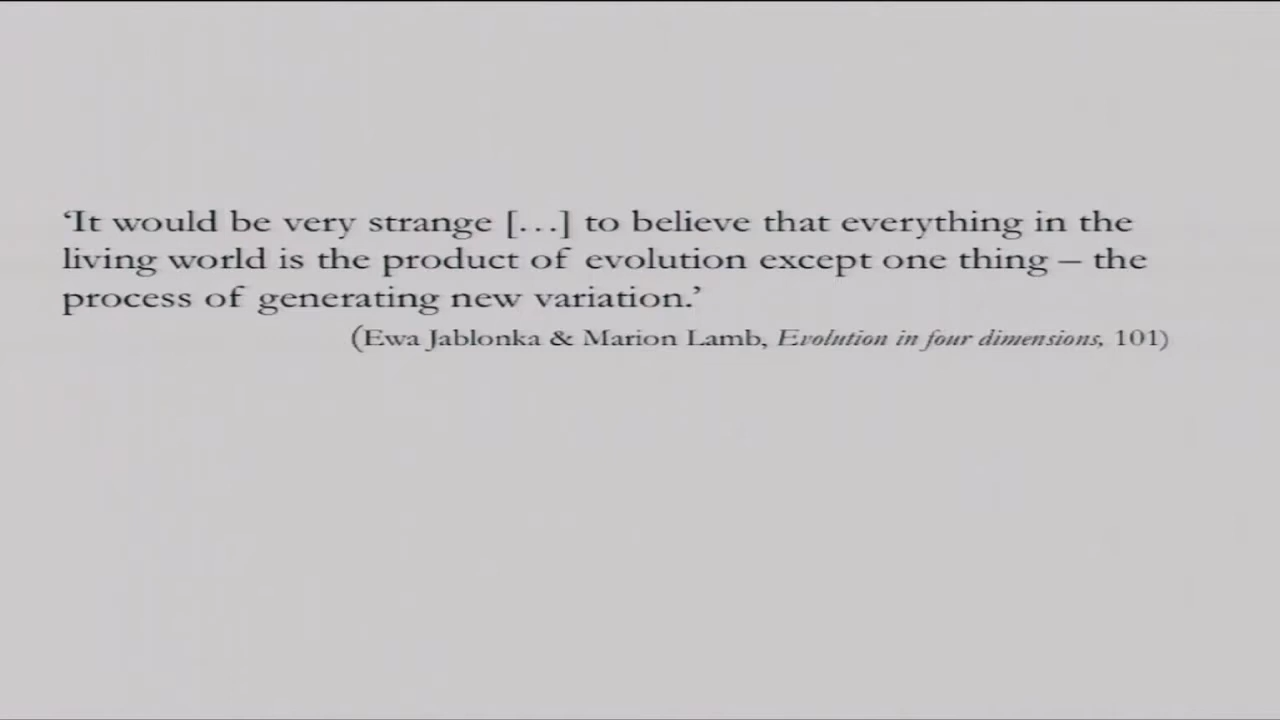 ‘It would be very strange […] to believe that everything in the
living world is the product of evolution except one thing – the
process of generating new variation.’
(Ewa Jablonka & Marion Lamb, Evolution in four dimensions, 101)